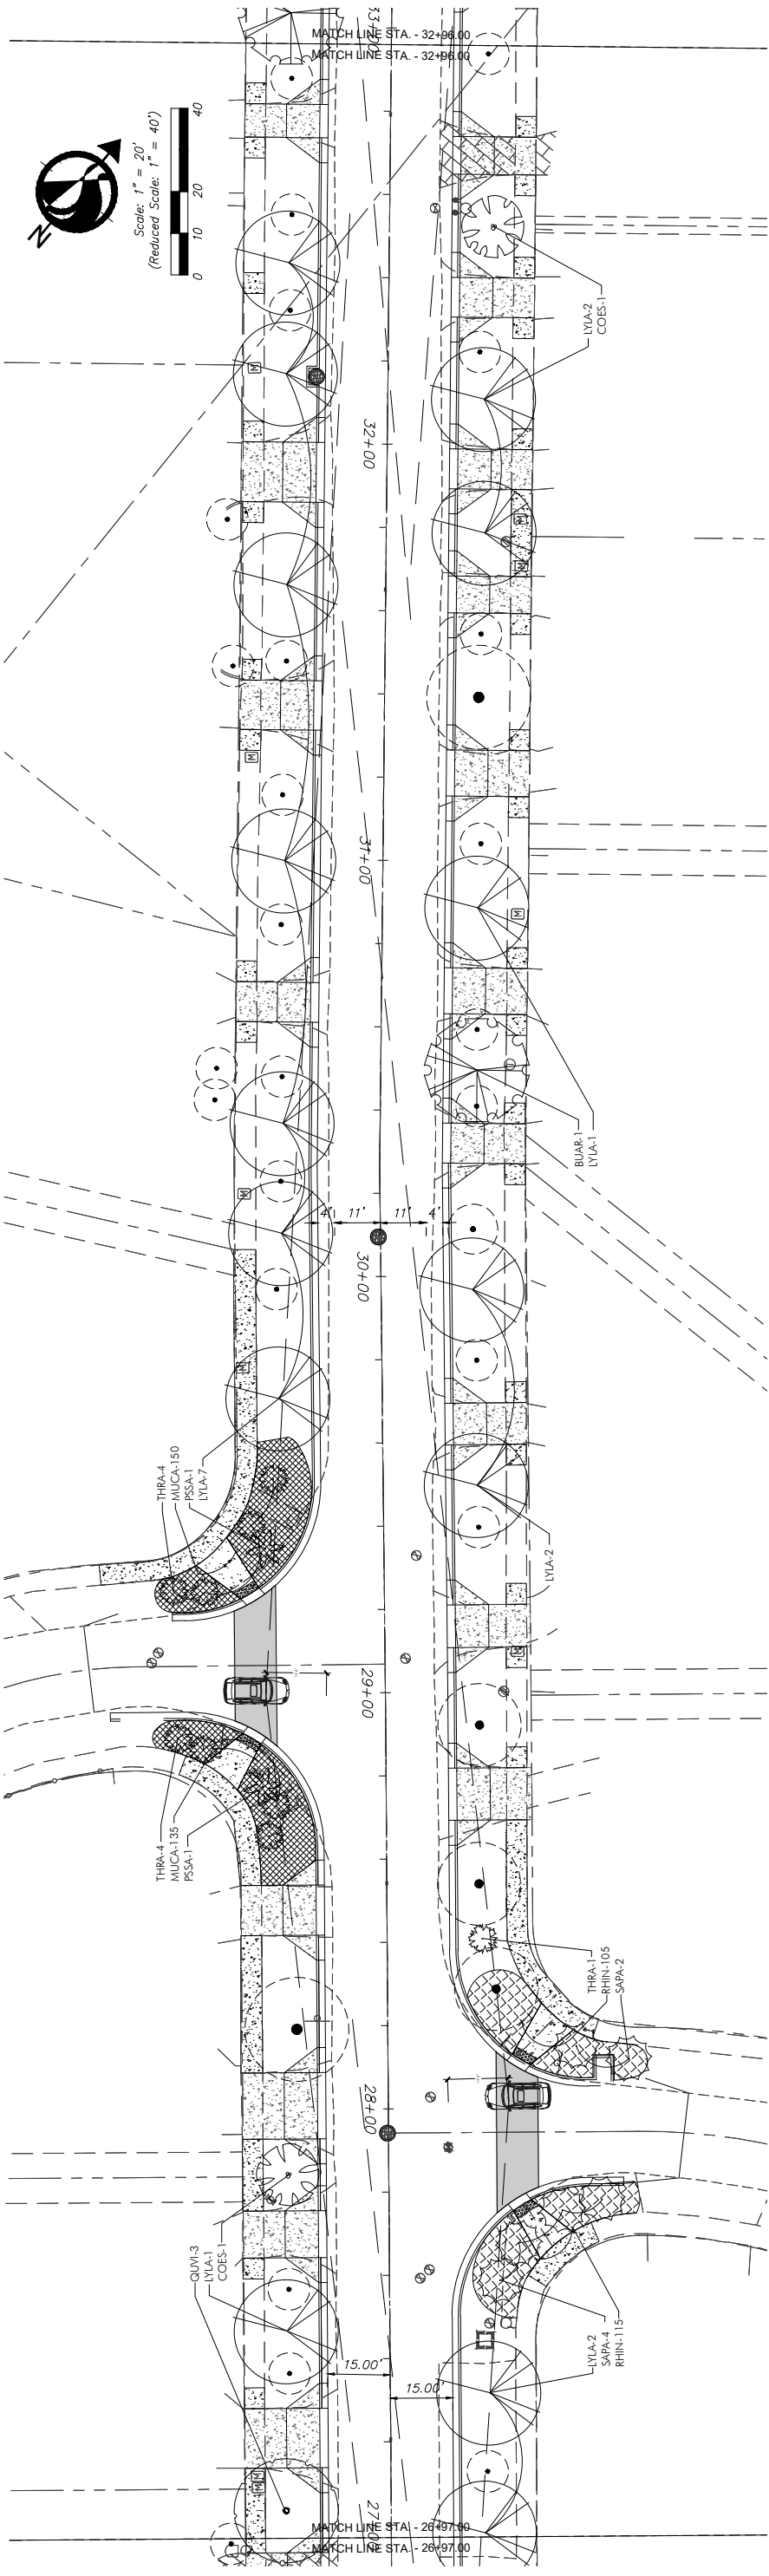 33+00
MATCH LINE STA. - 32+96.00
MATCH LINE STA. - 32+96.00
Scale: 1" = 20'
(Reduced Scale: 1" = 40')
0
10
20
40
N
LYLA-2
COES-1
M
32+00
M
M
M
31+00
M
BUAR-1
LYLA-1
M
4'
11'
11'
4'
30+00
M
THRA-4
MUCA-150
PSSA-1
LYLA-7
LYLA-2
M
29+00
THRA-4
MUCA-135
PSSA-1
THRA-1
RHIN-105
SAPA-2
28+00
QUVI-3
LYLA-1
COES-1
LYLA-2
SAPA-4
RHIN-115
15.00'
15.00'
M
M
27+00
MATCH LINE STA. - 26+97.00
MATCH LINE STA. - 26+97.00